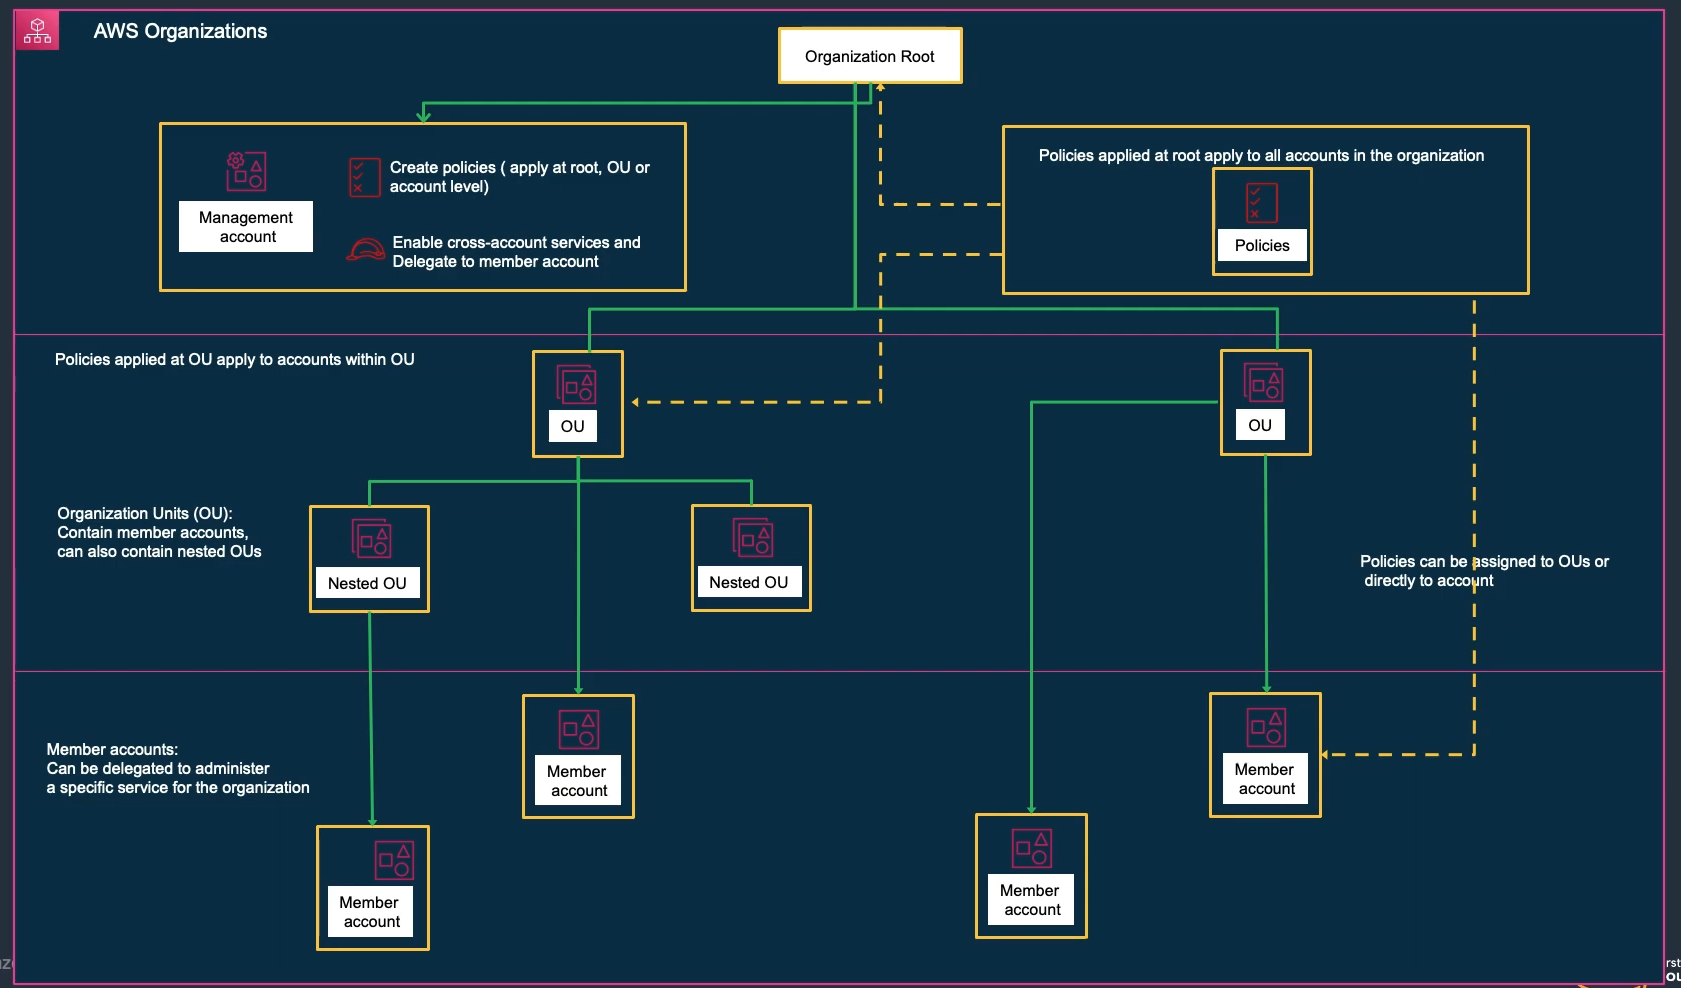 AWS Organizations
Organization Root
Create policies ( apply at root, OU or
account level)
Management
account
Enable cross-account services and
Delegate to member account
Policies applied at root apply to all accounts in the organization
Policies
Policies applied at OU apply to accounts within OU
OU
OU
Organization Units (OU):
Contain member accounts,
can also contain nested OUs
Nested OU
Nested OU
Policies can be assigned to OUs or
directly to account
Member accounts:
Can be delegated to administer
a specific service for the organization
Member
account
Member
account
Member
account
Member
account